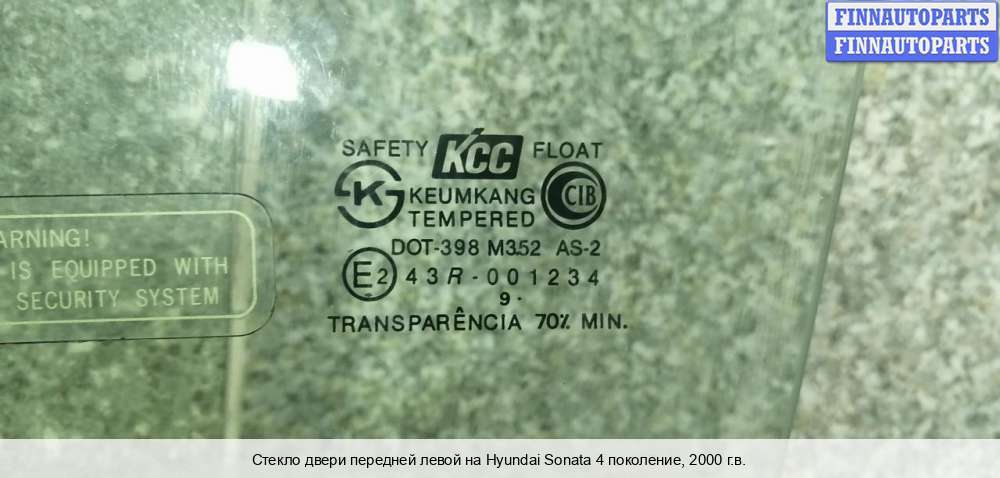 FINNAUTOPARTS
FINNAUTOPARTS
SAFETY KCC FLOAT
KEUMKANG CIB
TEMPERED
DOT-398 M352 AS-2
E2 43R-001234
9·
TRANSPARÊNCIA 70% MIN.
ARNING!
IS EQUIPPED WITH
SECURITY SYSTEM
Стекло двери передней левой на Hyundai Sonata 4 поколение, 2000 г.в.